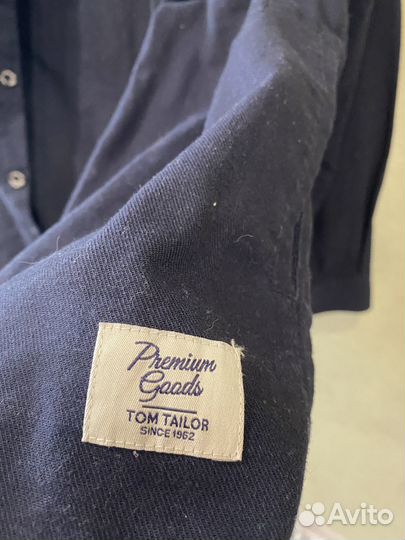 Premium
Goods
TOM TAILOR
SINCE 1962
Avito